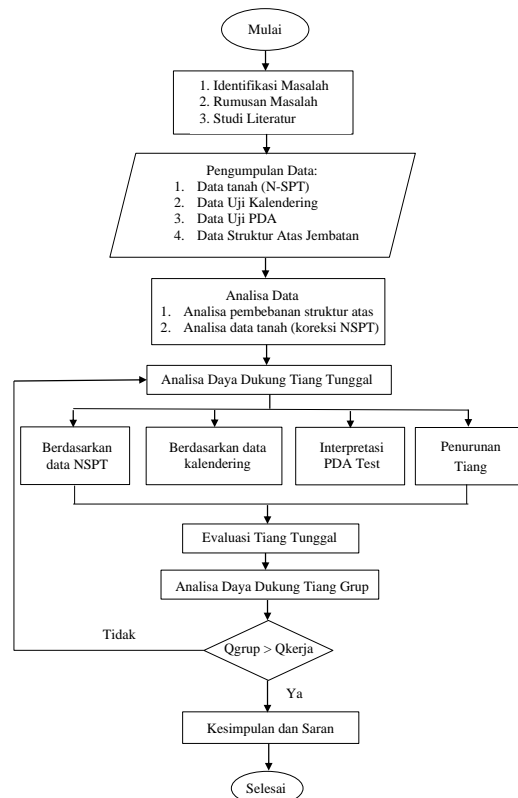 Mulai
1. Identifikasi Masalah
2. Rumusan Masalah
3. Studi Literatur
Pengumpulan Data:
1. Data tanah (N-SPT)
2. Data Uji Kalendering
3. Data Uji PDA
4. Data Struktur Atas Jembatan
Analisa Data
1. Analisa pembebanan struktur atas
2. Analisa data tanah (koreksi NSPT)
Analisa Daya Dukung Tiang Tunggal
Berdasarkan
data NSPT
Berdasarkan data
kalendering
Interpretasi
PDA Test
Penurunan
Tiang
Evaluasi Tiang Tunggal
Analisa Daya Dukung Tiang Grup
Tidak
Qgrup > Qkerja
Ya
Kesimpulan dan Saran
Selesai